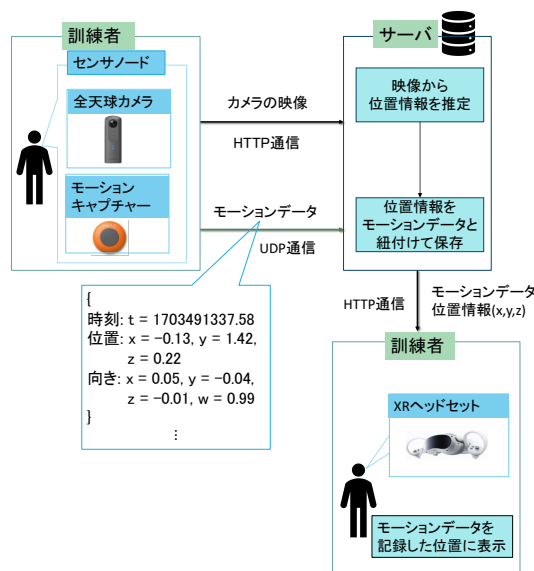 訓練者
センサノード
全天球カメラ
モーション
キャプチャー
カメラの映像
HTTP通信
モーションデータ
UDP通信
サーバ
映像から
位置情報を推定
位置情報を
モーションデータと
紐付けて保存
{
時刻: t = 1703491337.58
位置: x = −0.13, y = 1.42,
z = 0.22
向き: x = 0.05, y = −0.04,
z = −0.01, w = 0.99
}
⋮
HTTP通信
モーションデータ
位置情報(x,y,z)
訓練者
XRヘッドセット
モーションデータを
記録した位置に表示